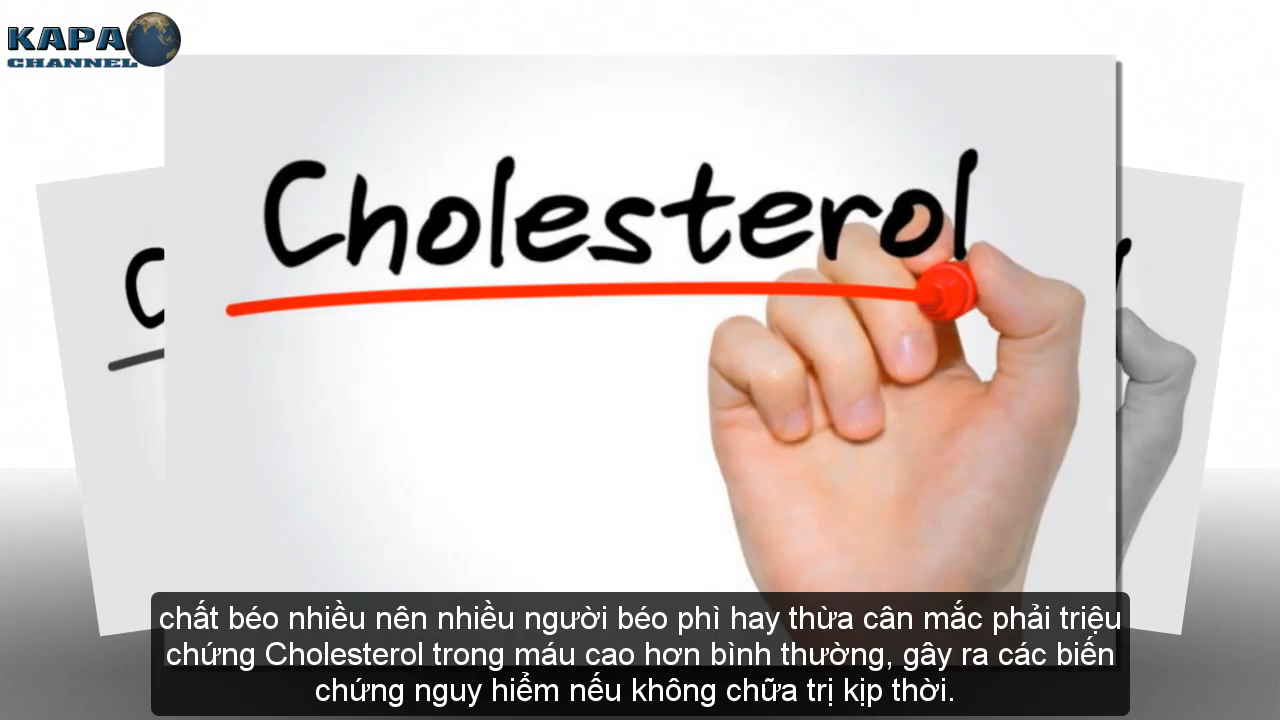 KAPA
CHANNEL
Cholesterol
chất béo nhiều nên nhiều người béo phì hay thừa cân mắc phải triệu
chứng Cholesterol trong máu cao hơn bình thường, gây ra các biến
chứng nguy hiểm nếu không chữa trị kịp thời.